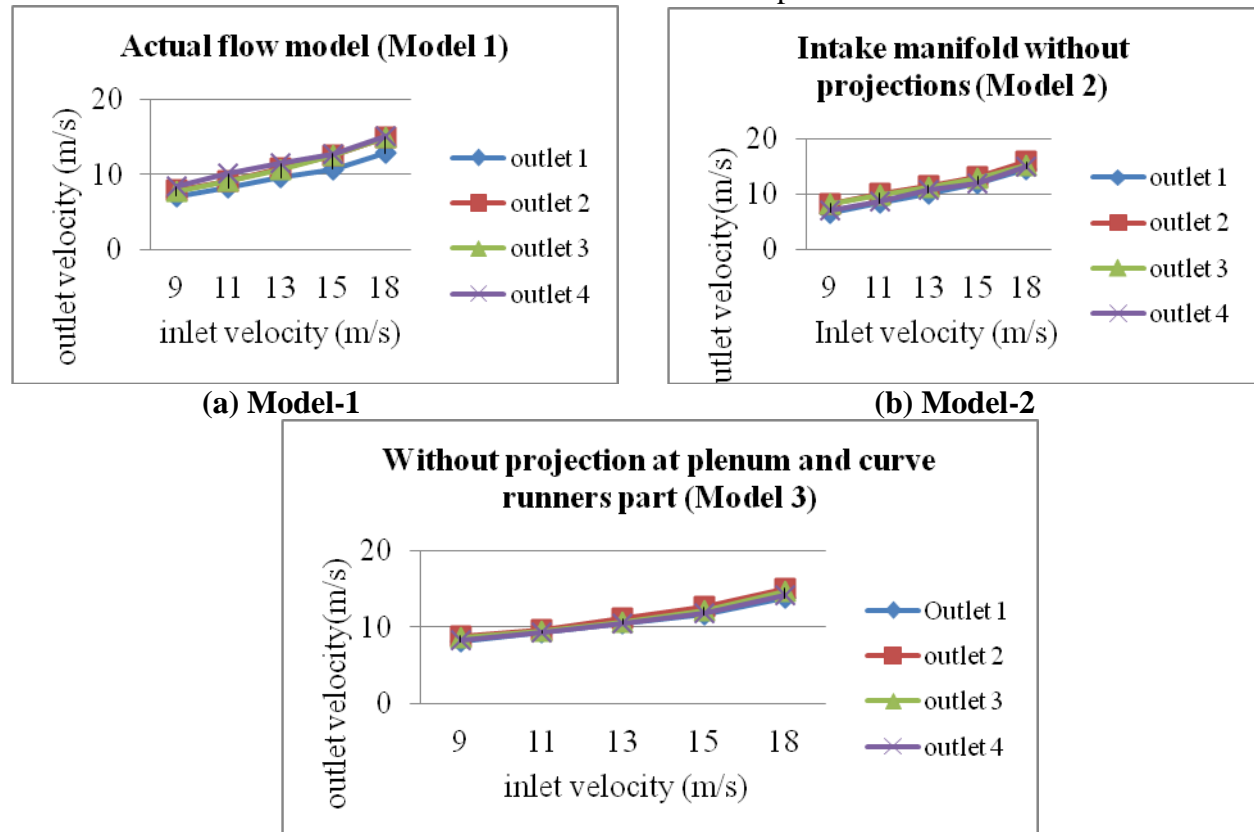 Actual flow model (Model 1)
outlet velocity (m/s)
20
10
0
9 11 13 15 18
inlet velocity (m/s)
outlet 1
outlet 2
outlet 3
outlet 4
(a) Model-1
Intake manifold without
projections (Model 2)
utlet velocity(m/s)
20
10
0
9 11 13 15 18
Inlet velocity (m/s)
outlet 1
outlet 2
outlet 3
outlet 4
(b) Model-2
Without projection at plenum and curve
runners part (Model 3)
outlet velocity(m/s)
20
10
0
9 11 13 15 18
inlet velocity (m/s)
Outlet 1
outlet 2
outlet 3
outlet 4